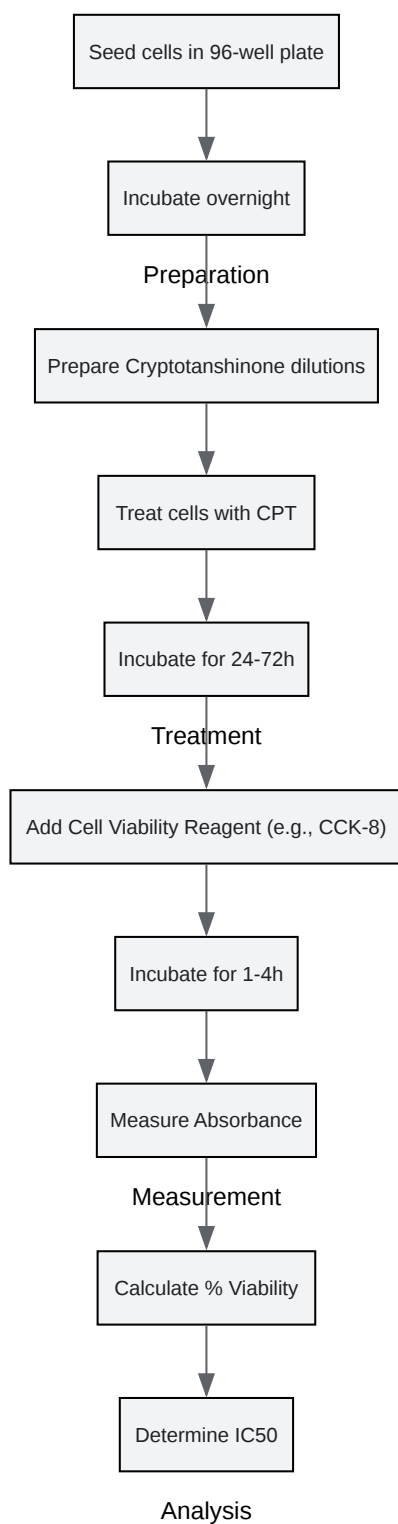 Seed cells in 96-well plate
Incubate overnight
Preparation
Prepare Cryptotanshinone dilutions
Treat cells with CPT
Incubate for 24-72h
Treatment
Add Cell Viability Reagent (e.g., CCK-8)
Incubate for 1-4h
Measure Absorbance
Measurement
Calculate % Viability
Determine IC50
Analysis